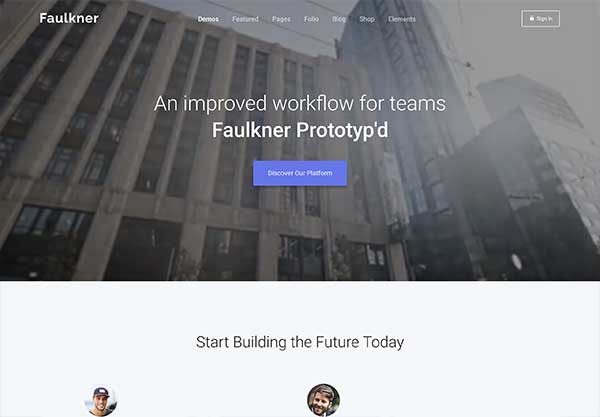 Faulkner
Demos Featured Pages Folio Blog Shop Elements
Sign In
An improved workflow for teams
Faulkner Prototyp'd
Discover Our Platform
Start Building the Future Today